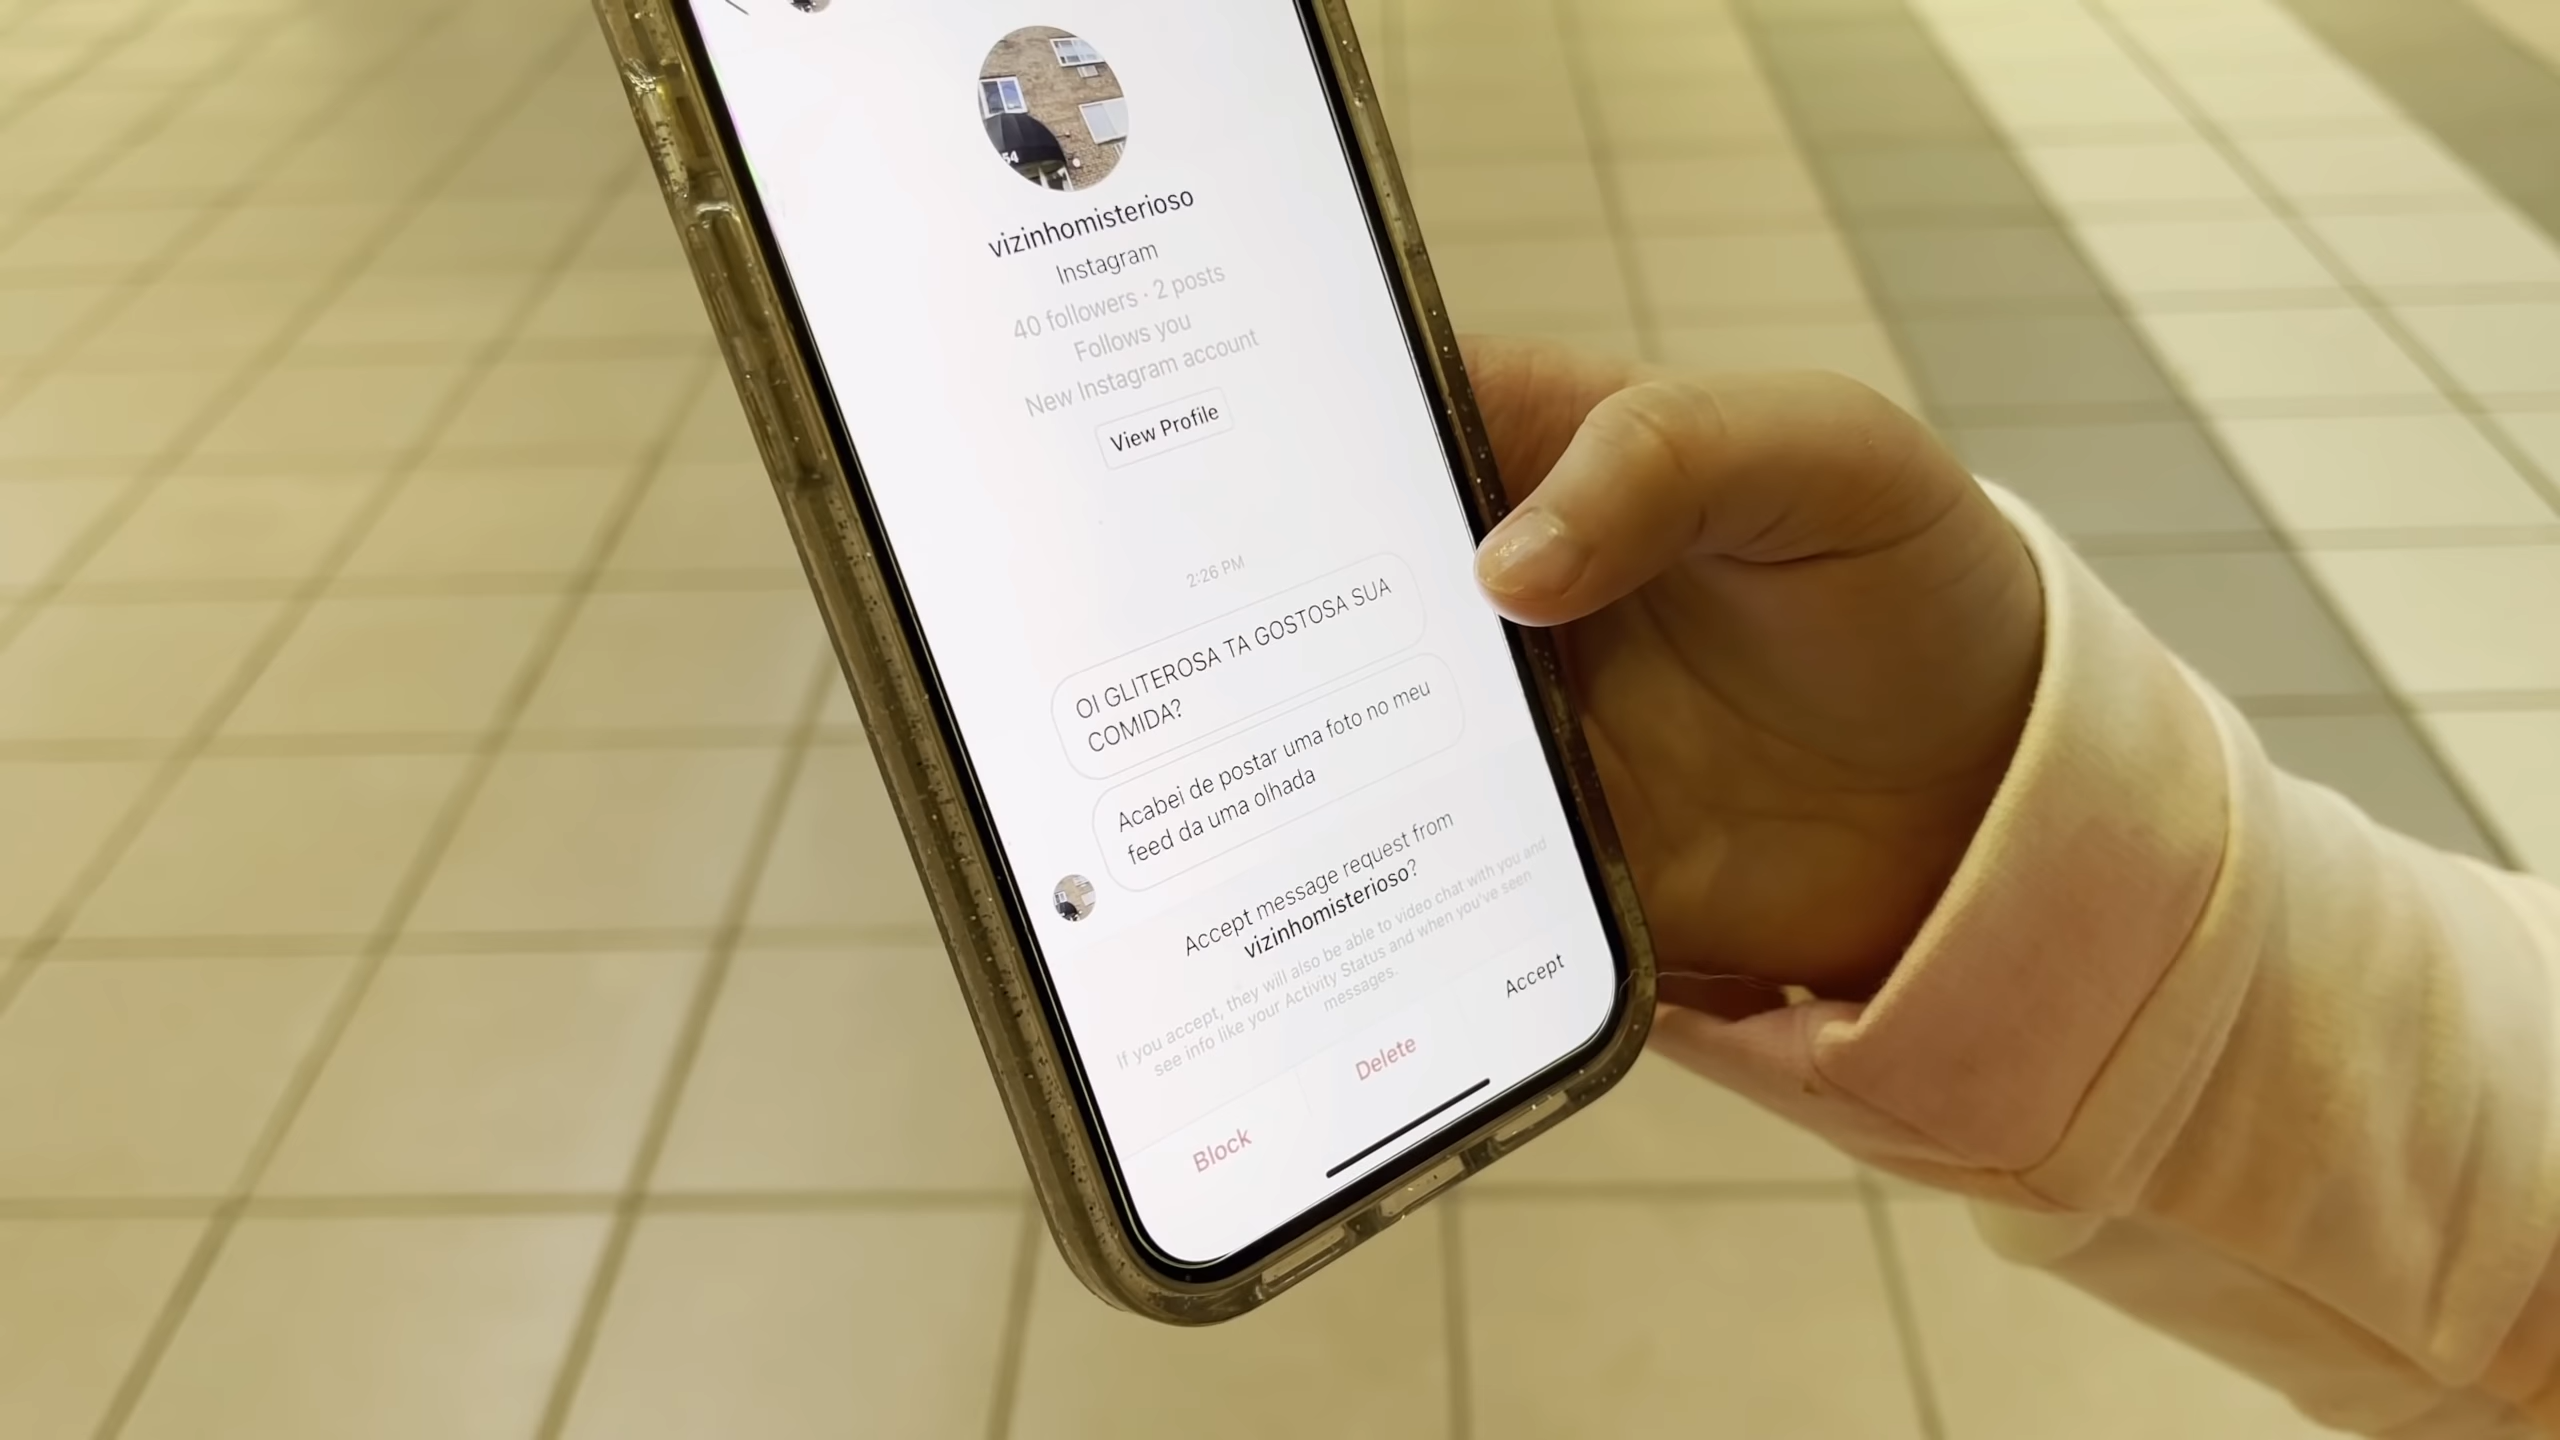 54
vizinhomisterioso
Instagram
40 followers · 2 posts
Follows you
New Instagram account
View Profile
2:26 PM
OI GLITEROSA TA GOSTOSA SUA
COMIDA?
Acabei de postar uma foto no meu
feed da uma olhada
Accept message request from
vizinhomisterioso?
If you accept, they will also be able to video chat with you and
see info like your Activity Status and when you've seen
messages.
Block
Delete
Accept